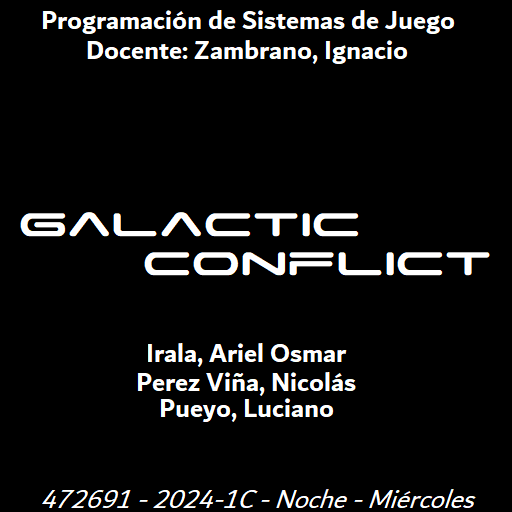 Programación de Sistemas de Juego
Docente: Zambrano, Ignacio
GALACTIC
CONFLICT
Irala, Ariel Osmar
Perez Viña, Nicolás
Pueyo, Luciano
472691 - 2024-1C - Noche - Miércoles